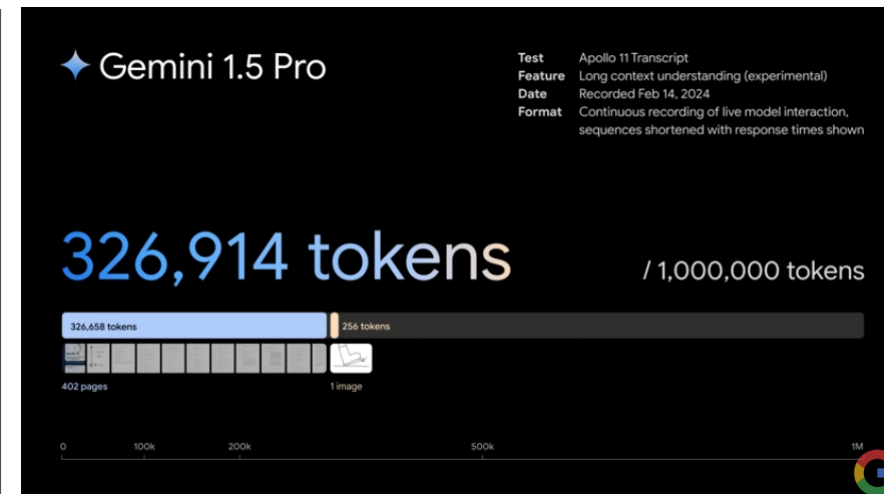 Gemini 1.5 Pro
Test Apollo 11 Transcript
Feature Long context understanding (experimental)
Date Recorded Feb 14, 2024
Format Continuous recording of live model interaction,
sequences shortened with response times shown
326,914 tokens / 1,000,000 tokens
326,658 tokens 256 tokens
402 pages 1 image
0 100k 200k 500k 1M